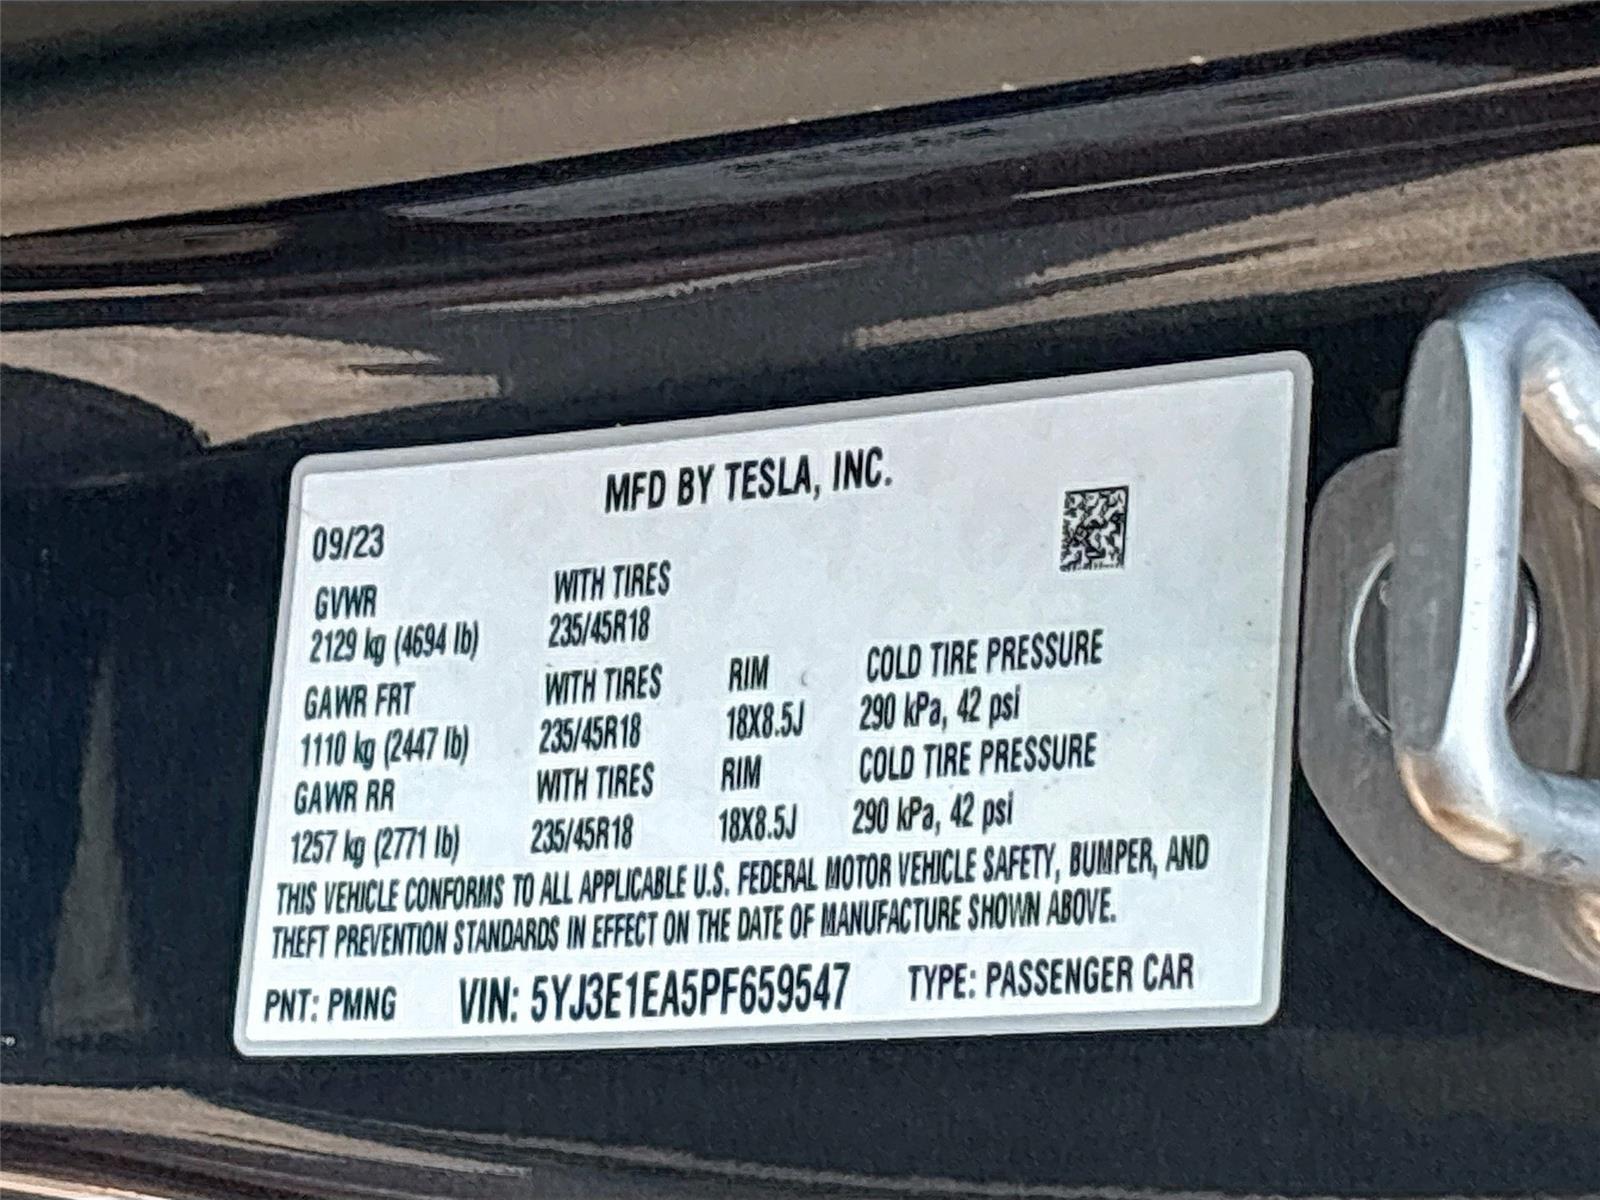 MFD BY TESLA, INC.
09/23
GVWR WITH TIRES
2129 kg (4694 lb) 235/45R18
GAWR FRT WITH TIRES RIM COLD TIRE PRESSURE
1110 kg (2447 lb) 235/45R18 18X8.5J 290 kPa, 42 psi
GAWR RR WITH TIRES RIM COLD TIRE PRESSURE
1257 kg (2771 lb) 235/45R18 18X8.5J 290 kPa, 42 psi
THIS VEHICLE CONFORMS TO ALL APPLICABLE U.S. FEDERAL MOTOR VEHICLE SAFETY, BUMPER, AND
THEFT PREVENTION STANDARDS IN EFFECT ON THE DATE OF MANUFACTURE SHOWN ABOVE.
PNT: PMNG VIN: 5YJ3E1EA5PF659547 TYPE: PASSENGER CAR